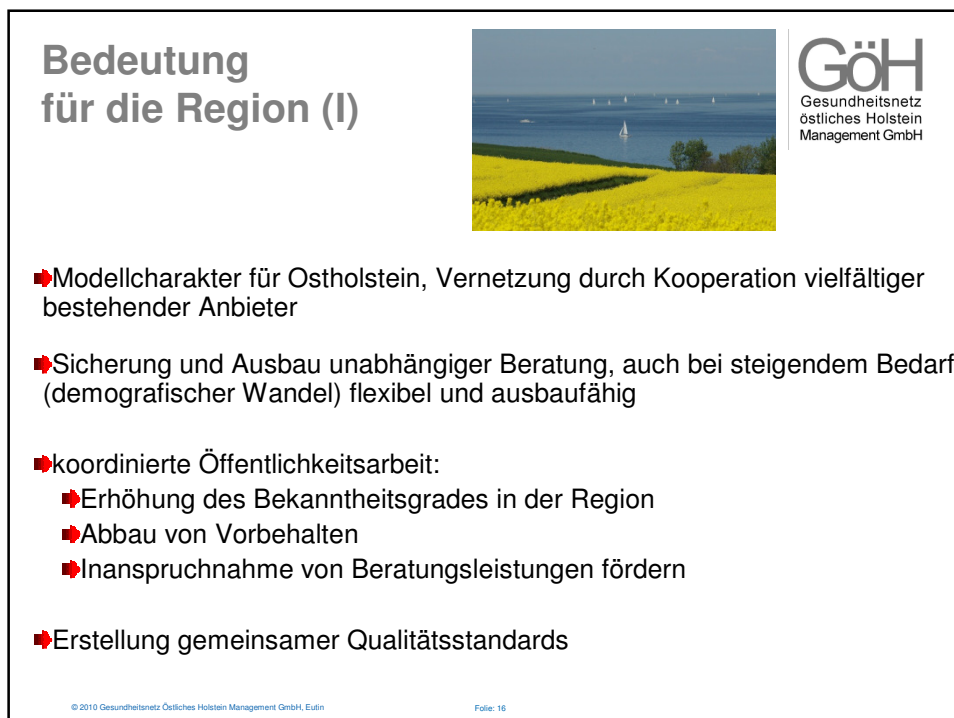 Bedeutung
für die Region (I)
GöH
Gesundheitsnetz
östliches Holstein
Management GmbH
Modellcharakter für Ostholstein, Vernetzung durch Kooperation vielfältiger
bestehender Anbieter
Sicherung und Ausbau unabhängiger Beratung, auch bei steigendem Bedarf
(demografischer Wandel) flexibel und ausbaufähig
koordinierte Öffentlichkeitsarbeit:
Erhöhung des Bekanntheitsgrades in der Region
Abbau von Vorbehalten
Inanspruchnahme von Beratungsleistungen fördern
Erstellung gemeinsamer Qualitätsstandards
© 2010 Gesundheitsnetz Östliches Holstein Management GmbH, Eutin
Folie: 16